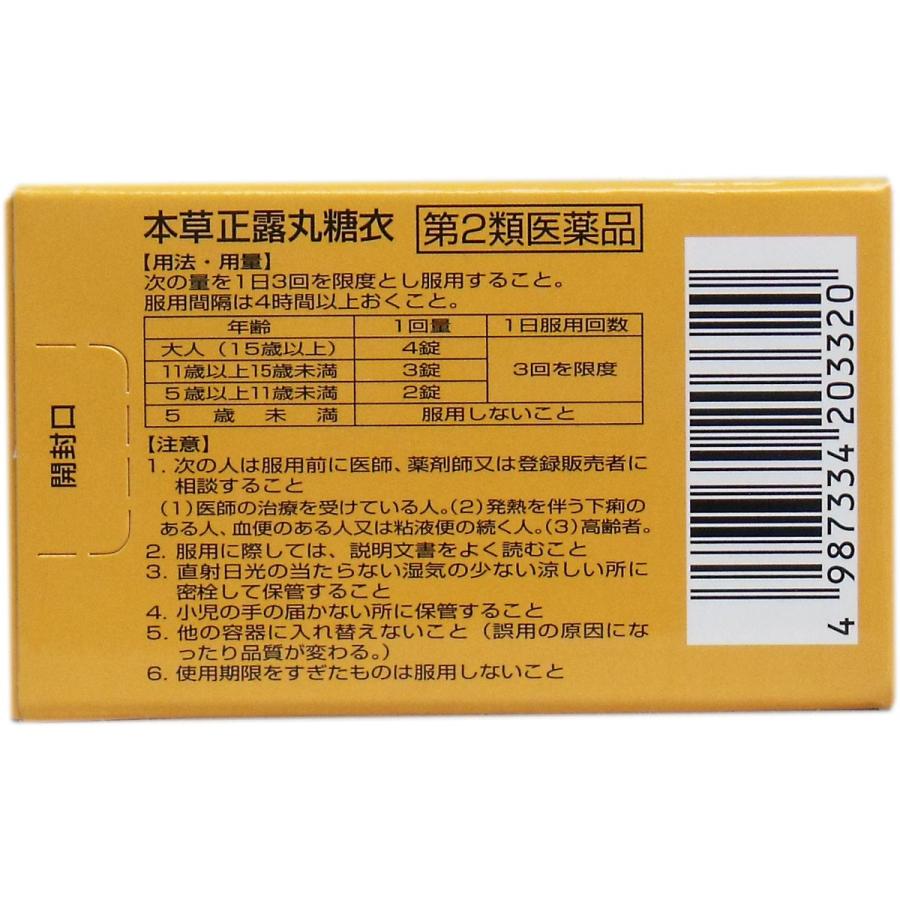 本草正露丸糖衣 第2類医薬品
【用法・用量】
次の量を1日3回を限度とし服用すること。
服用間隔は4時間以上おくこと。
年齢 1回量 1日服用回数
大人（15歳以上） 4錠
11歳以上15歳未満 3錠 3回を限度
5歳以上11歳未満 2錠
5歳未満 服用しないこと
【注意】
1. 次の人は服用前に医師、薬剤師又は登録販売者に
相談すること
(1)医師の治療を受けている人。(2)発熱を伴う下痢の
ある人、血便のある人又は粘液便の続く人。(3)高齢者。
2. 服用に際しては、説明文書をよく読むこと
3. 直射日光の当たらない湿気の少ない涼しい所に
密栓して保管すること
4. 小児の手の届かない所に保管すること
5. 他の容器に入れ替えないこと（誤用の原因にな
ったり品質が変わる。）
6. 使用期限をすぎたものは服用しないこと
開封口
4 987334 203320